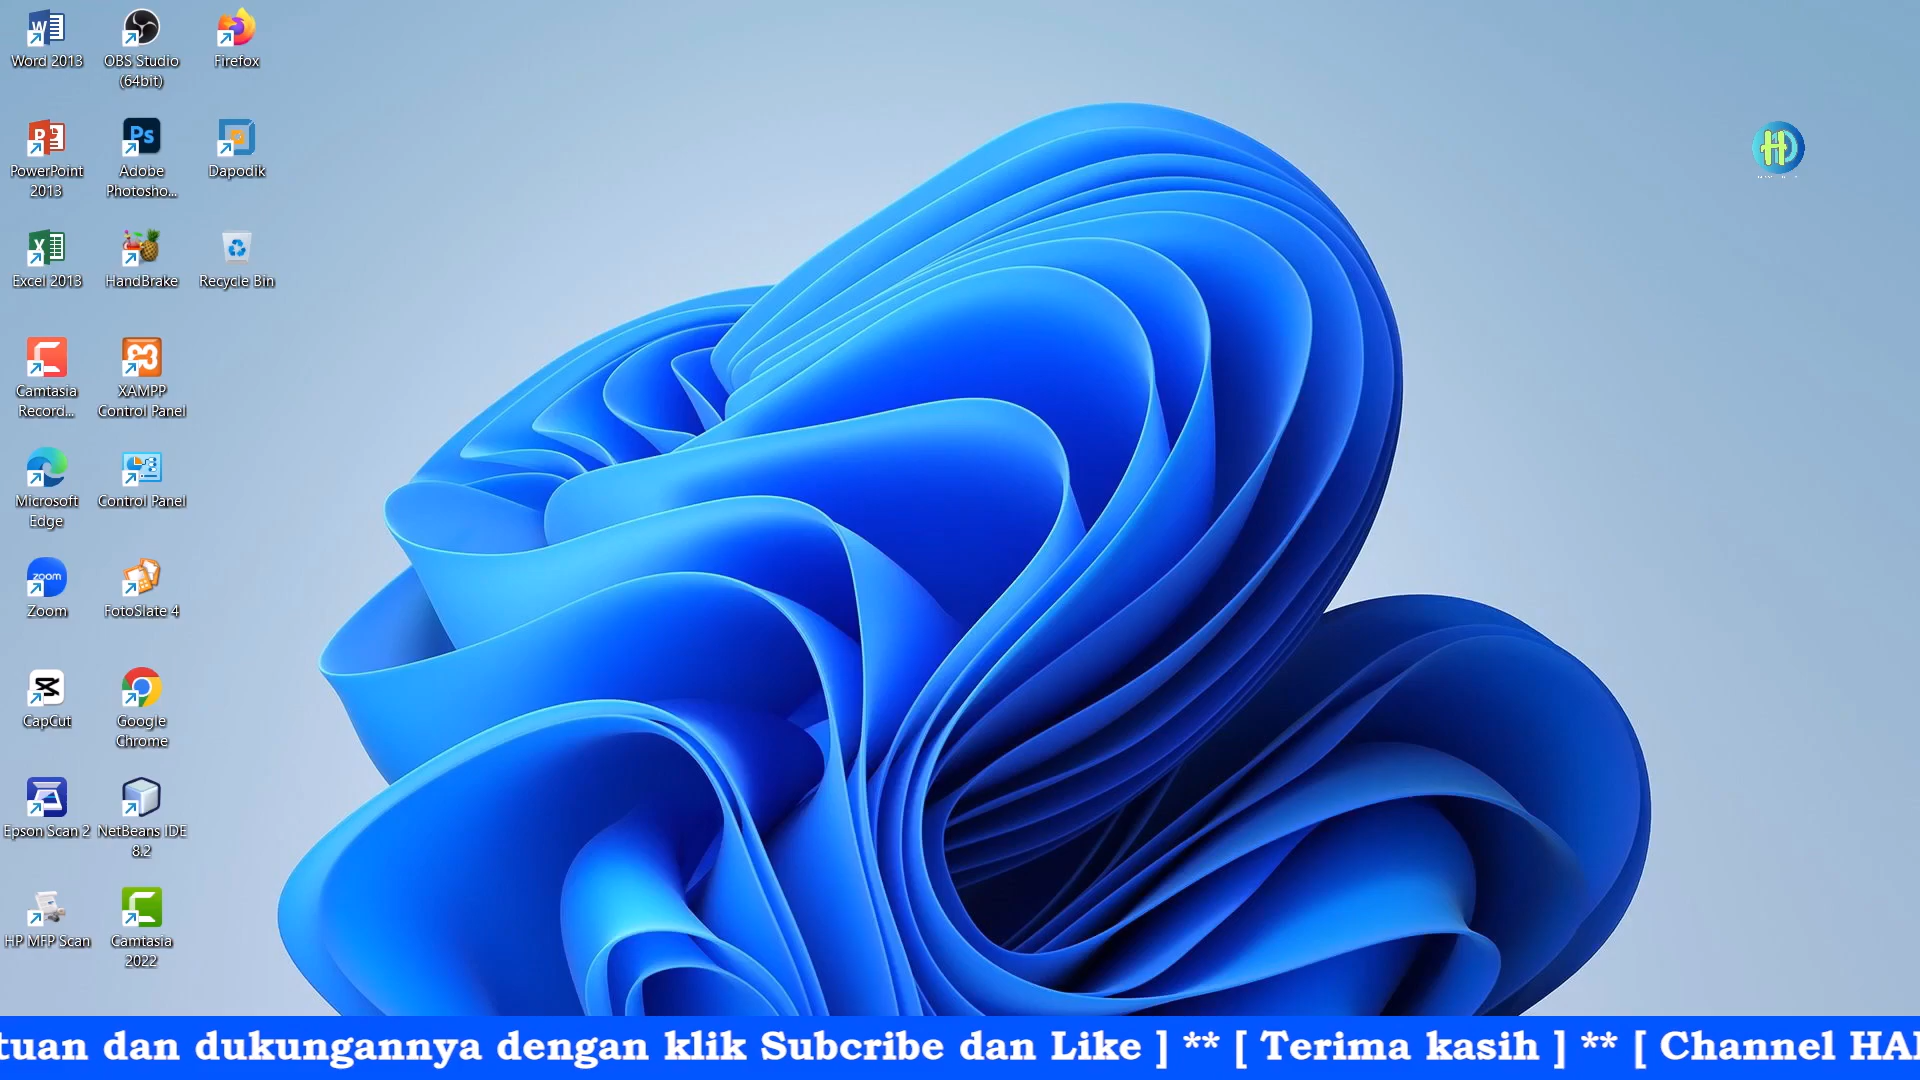 Word 2013
OBS Studio
(64bit)
Firefox
PowerPoint
2013
Adobe
Photosho...
Dapodik
Excel 2013
HandBrake
Recycle Bin
Camtasia
Record...
XAMPP
Control Panel
Microsoft
Edge
Control Panel
zoom
Zoom
FotoSlate 4
CapCut
Google
Chrome
Epson Scan 2
NetBeans IDE
8.2
HP MFP Scan
Camtasia
2022
tuan dan dukungannya dengan klik Subcribe dan Like ] ** [ Terima kasih ] ** [ Channel